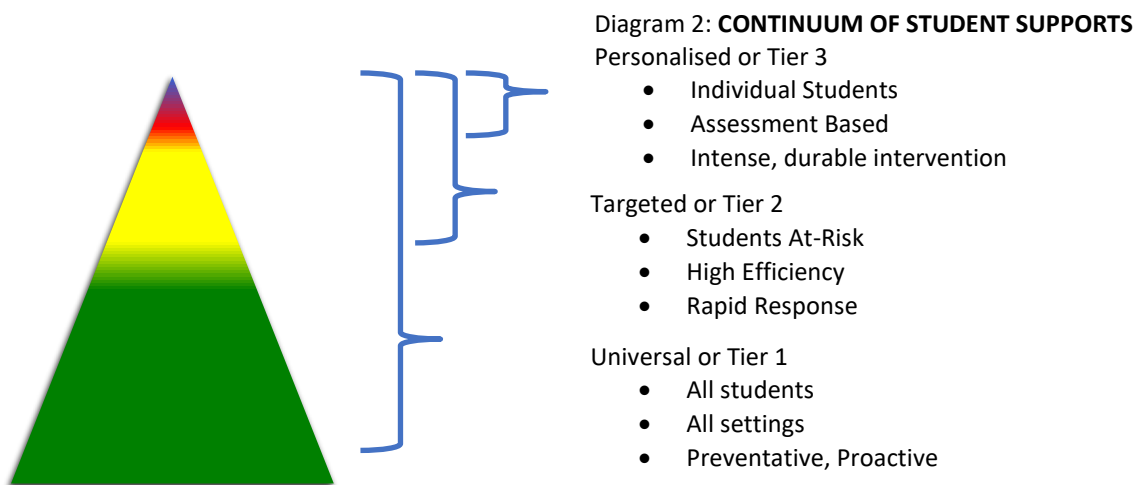 Diagram 2: CONTINUUM OF STUDENT SUPPORTS
Personalised or Tier 3
• Individual Students
• Assessment Based
• Intense, durable intervention
Targeted or Tier 2
• Students At-Risk
• High Efficiency
• Rapid Response
Universal or Tier 1
• All students
• All settings
• Preventative, Proactive